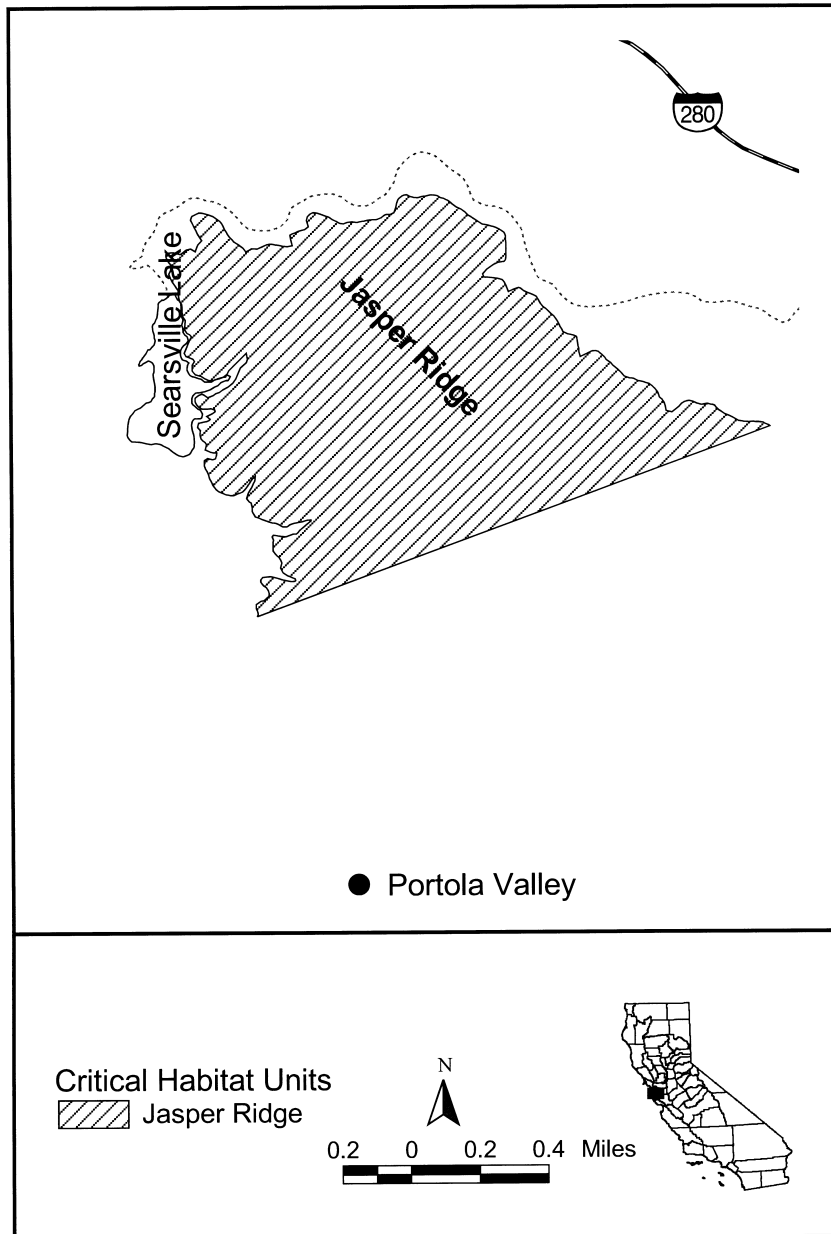 280
Searsville Lake
Jasper Ridge
Portola Valley
Critical Habitat Units
Jasper Ridge
N
0.2 0 0.2 0.4 Miles